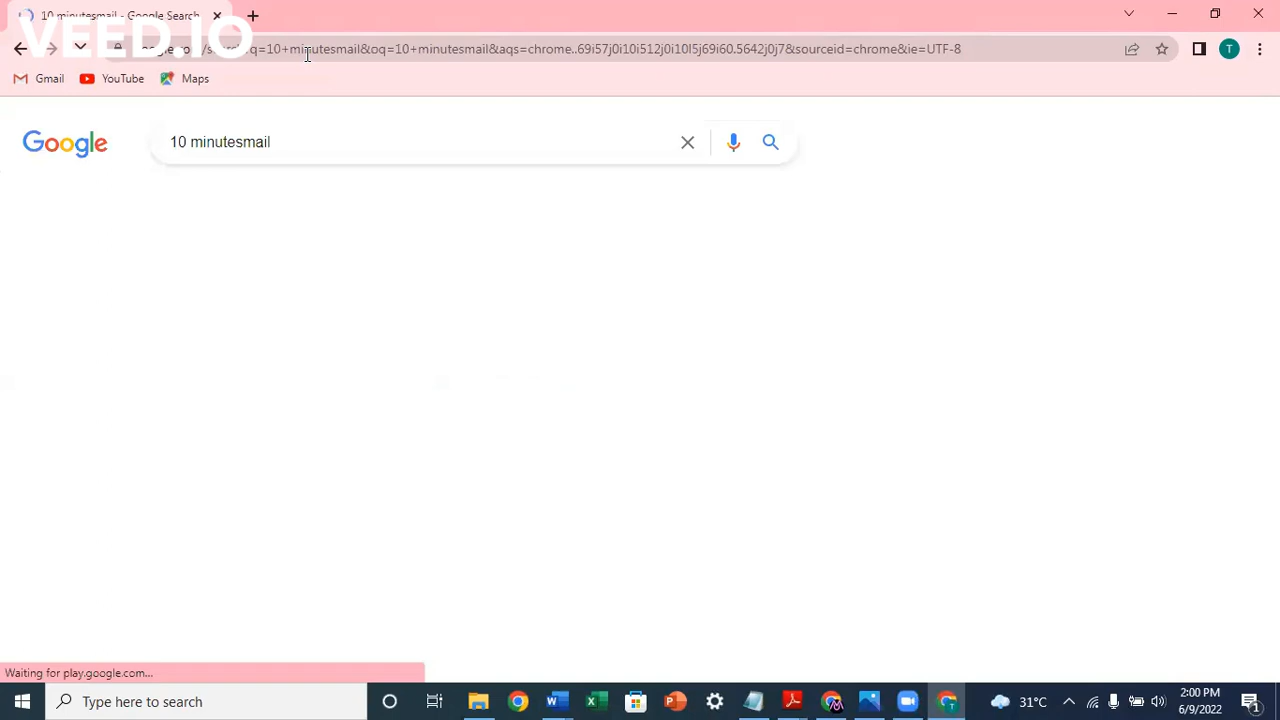 10 minutesmail - Google Search
VEED.IO
q=10+minutesmail&oq=10+minutesmail&aqs=chrome..69i57j0i10i512j0i10l5j69i60.5642j0j7&sourceid=chrome&ie=UTF-8
Gmail YouTube Maps
Google 10 minutesmail
Waiting for play.google.com...
Type here to search
31°C
2:00 PM
6/9/2022